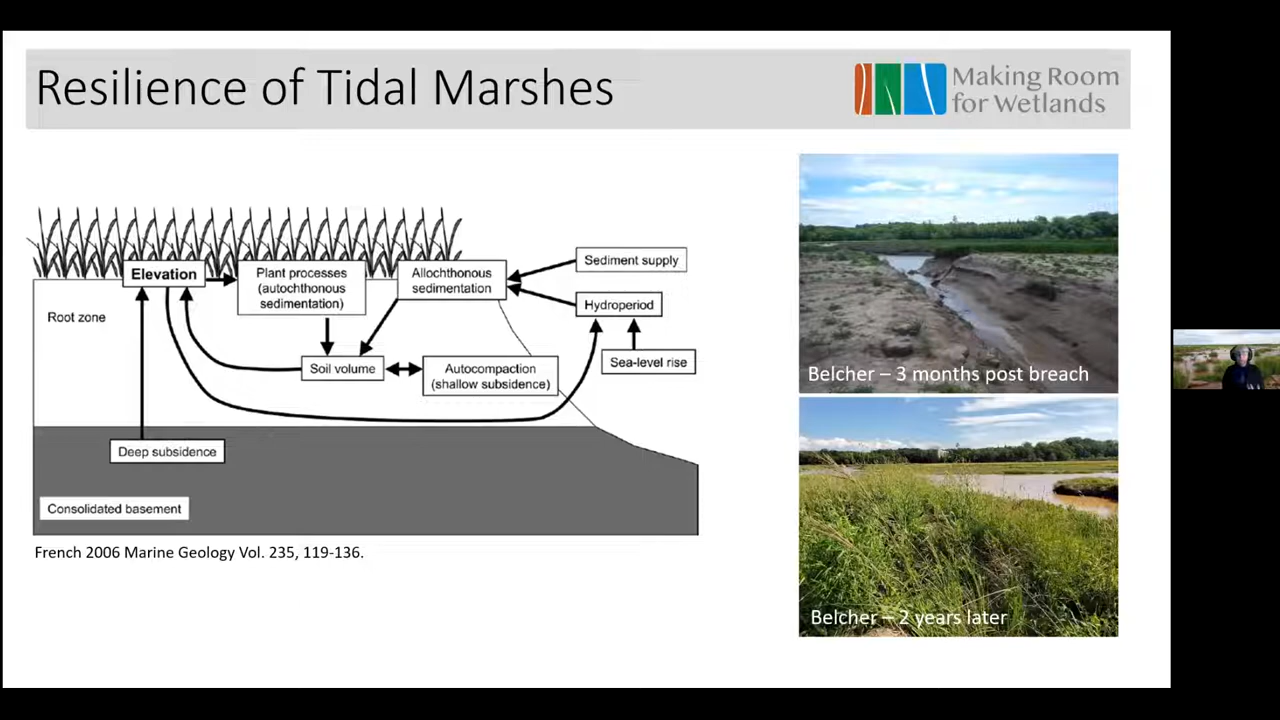 Resilience of Tidal Marshes
Making Room
for Wetlands
Elevation
Plant processes
(autochthonous
sedimentation)
Allochthonous
sedimentation
Sediment supply
Hydroperiod
Sea-level rise
Root zone
Soil volume
Autocompaction
(shallow subsidence)
Deep subsidence
Consolidated basement
French 2006 Marine Geology Vol. 235, 119-136.
Belcher – 3 months post breach
Belcher – 2 years later